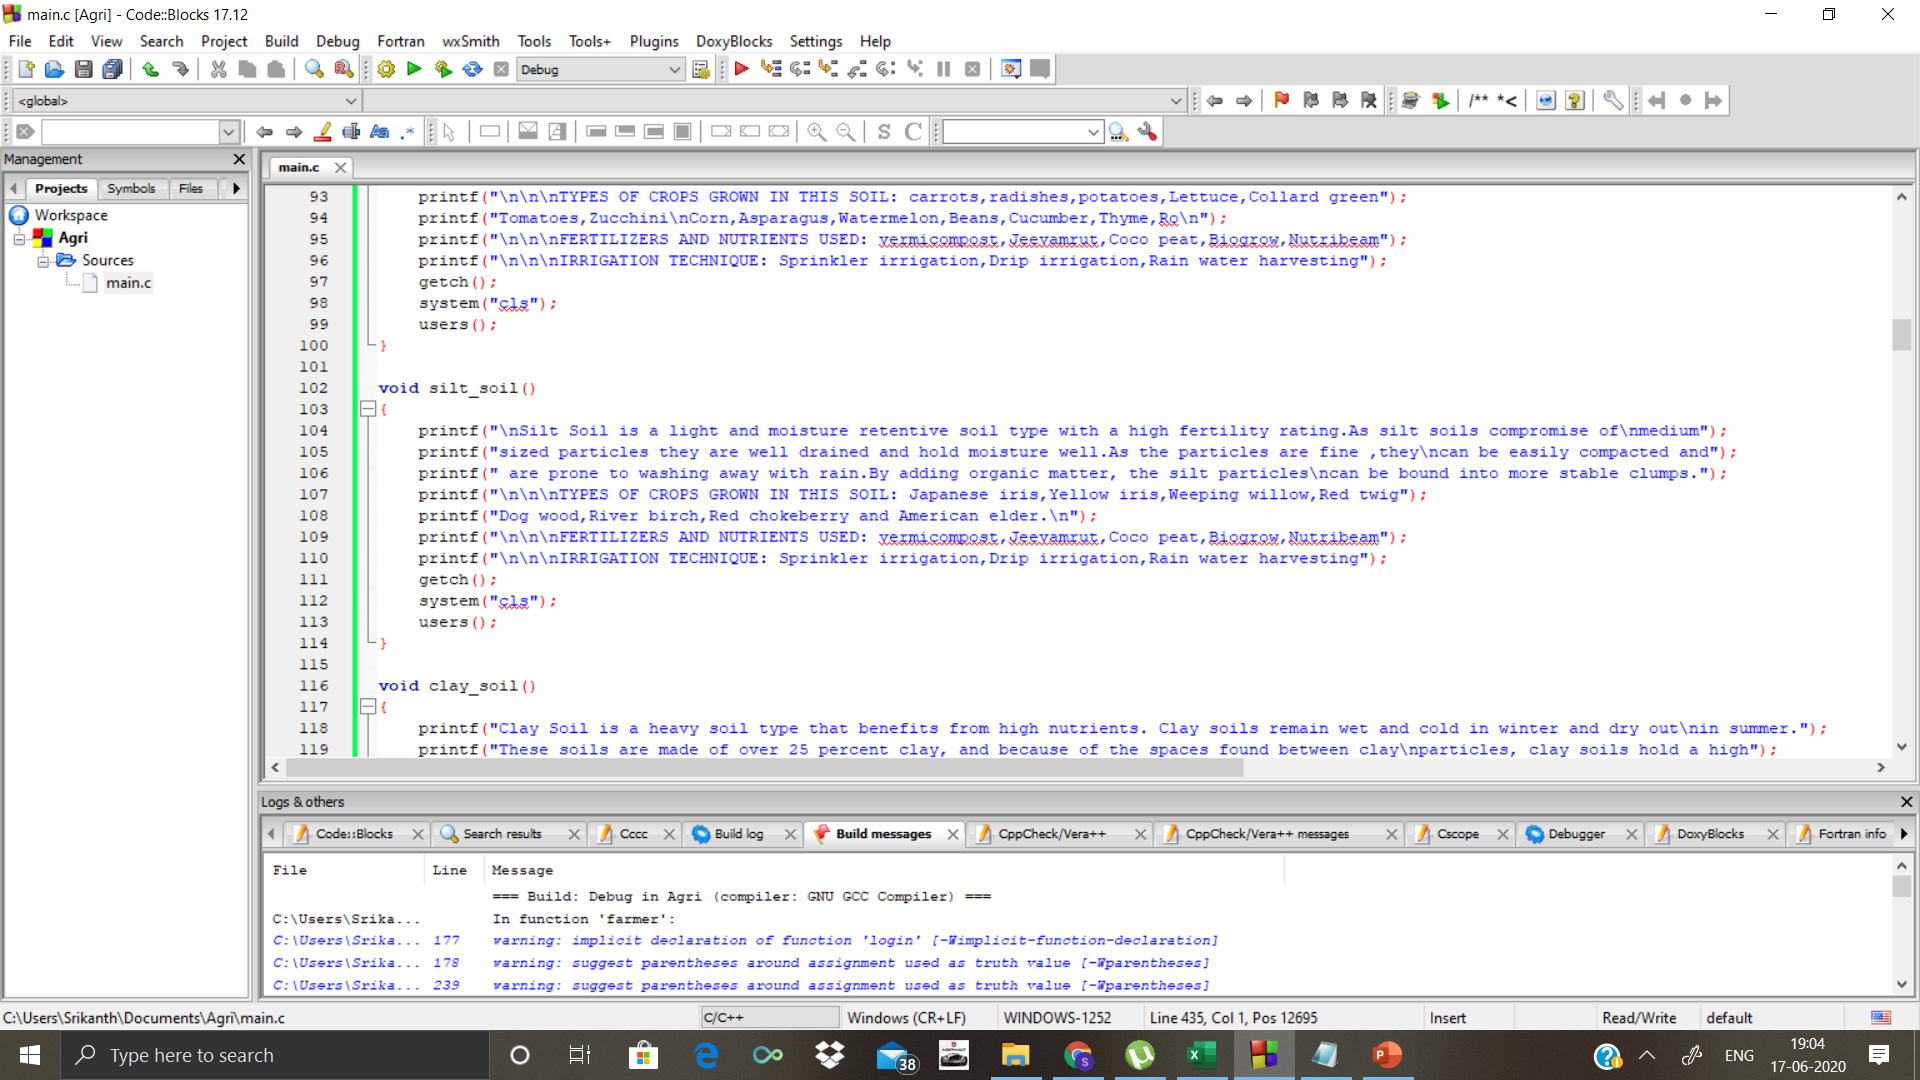 main.c [Agri] - Code::Blocks 17.12
File Edit View Search Project Build Debug Fortran wxSmith Tools Tools+ Plugins DoxyBlocks Settings Help
Debug
<global>
/** *<
Aa .*
S C
Management
main.c
Projects Symbols Files
Workspace
Agri
Sources
main.c
93 printf("\n\n\nTYPES OF CROPS GROWN IN THIS SOIL: carrots,radishes,potatoes,Lettuce,Collard green");
94 printf("Tomatoes,Zucchini\nCorn,Asparagus,Watermelon,Beans,Cucumber,Thyme,Ro\n");
95 printf("\n\n\nFERTILIZERS AND NUTRIENTS USED: vermicompost,Jeevamrut,Coco peat,Biogrow,Nutribeam");
96 printf("\n\n\nIRRIGATION TECHNIQUE: Sprinkler irrigation,Drip irrigation,Rain water harvesting");
97 getch();
98 system("cls");
99 users();
100 }
101
102 void silt_soil()
103 {
104 printf("\nSilt Soil is a light and moisture retentive soil type with a high fertility rating.As silt soils compromise of\nmedium");
105 printf("sized particles they are well drained and hold moisture well.As the particles are fine ,they\ncan be easily compacted and");
106 printf(" are prone to washing away with rain.By adding organic matter, the silt particles\ncan be bound into more stable clumps.");
107 printf("\n\n\nTYPES OF CROPS GROWN IN THIS SOIL: Japanese iris,Yellow iris,Weeping willow,Red twig");
108 printf("Dog wood,River birch,Red chokeberry and American elder.\n");
109 printf("\n\n\nFERTILIZERS AND NUTRIENTS USED: vermicompost,Jeevamrut,Coco peat,Biogrow,Nutribeam");
110 printf("\n\n\nIRRIGATION TECHNIQUE: Sprinkler irrigation,Drip irrigation,Rain water harvesting");
111 getch();
112 system("cls");
113 users();
114 }
115
116 void clay_soil()
117 {
118 printf("Clay Soil is a heavy soil type that benefits from high nutrients. Clay soils remain wet and cold in winter and dry out\nin summer.");
119 printf("These soils are made of over 25 percent clay, and because of the spaces found between clay\nparticles, clay soils hold a high");
Logs & others
Code::Blocks Search results Cccc Build log Build messages CppCheck/Vera++ CppCheck/Vera++ messages Cscope Debugger DoxyBlocks Fortran info
File Line Message
=== Build: Debug in Agri (compiler: GNU GCC Compiler) ===
C:\Users\Srika... In function 'farmer':
C:\Users\Srika... 177 warning: implicit declaration of function 'login' [-Wimplicit-function-declaration]
C:\Users\Srika... 178 warning: suggest parentheses around assignment used as truth value [-Wparentheses]
C:\Users\Srika... 239 warning: suggest parentheses around assignment used as truth value [-Wparentheses]
C:\Users\Srikanth\Documents\Agri\main.c C/C++ Windows (CR+LF) WINDOWS-1252 Line 435, Col 1, Pos 12695 Insert Read/Write default
Type here to search
38
S
P
ENG
19:04
17-06-2020